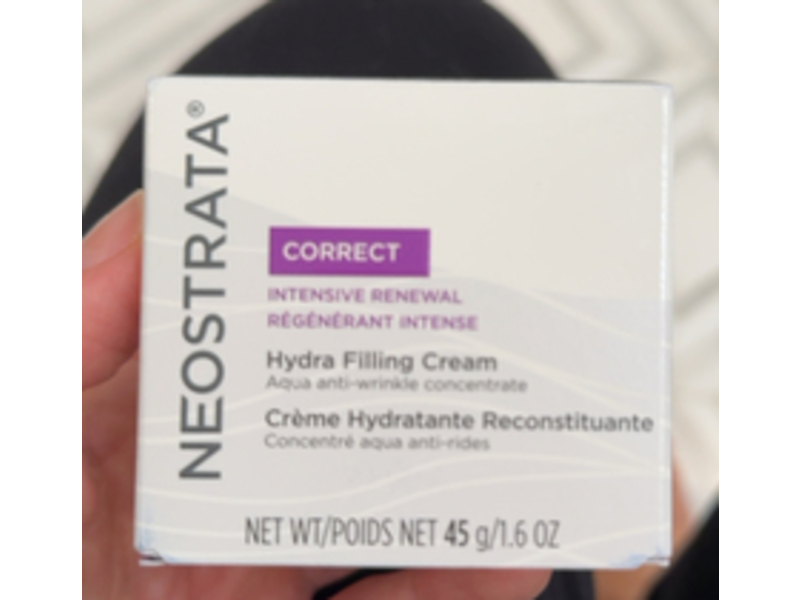 NEOSTRATA®
CORRECT
INTENSIVE RENEWAL
RÉGÉNÉRANT INTENSE
Hydra Filling Cream
Aqua anti-wrinkle concentrate
Crème Hydratante Reconstituante
Concentré aqua anti-rides
NET WT/POIDS NET 45 g/1.6 OZ